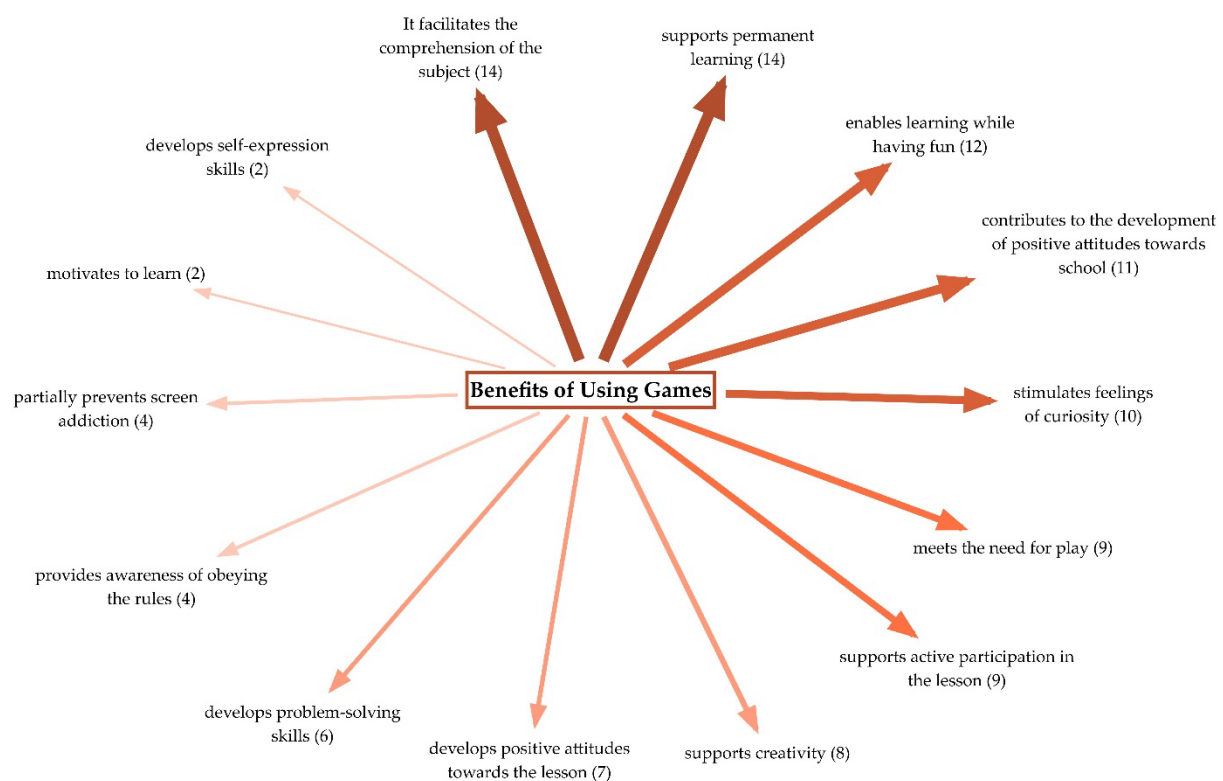 It facilitates the
comprehension of the
subject (14)
supports permanent
learning (14)
enables learning while
having fun (12)
contributes to the development
of positive attitudes towards
school (11)
stimulates feelings
of curiosity (10)
meets the need for play (9)
supports active participation in
the lesson (9)
supports creativity (8)
develops positive attitudes
towards the lesson (7)
develops problem-solving
skills (6)
provides awareness of obeying
the rules (4)
partially prevents screen
addiction (4)
motivates to learn (2)
develops self-expression
skills (2)
Benefits of Using Games